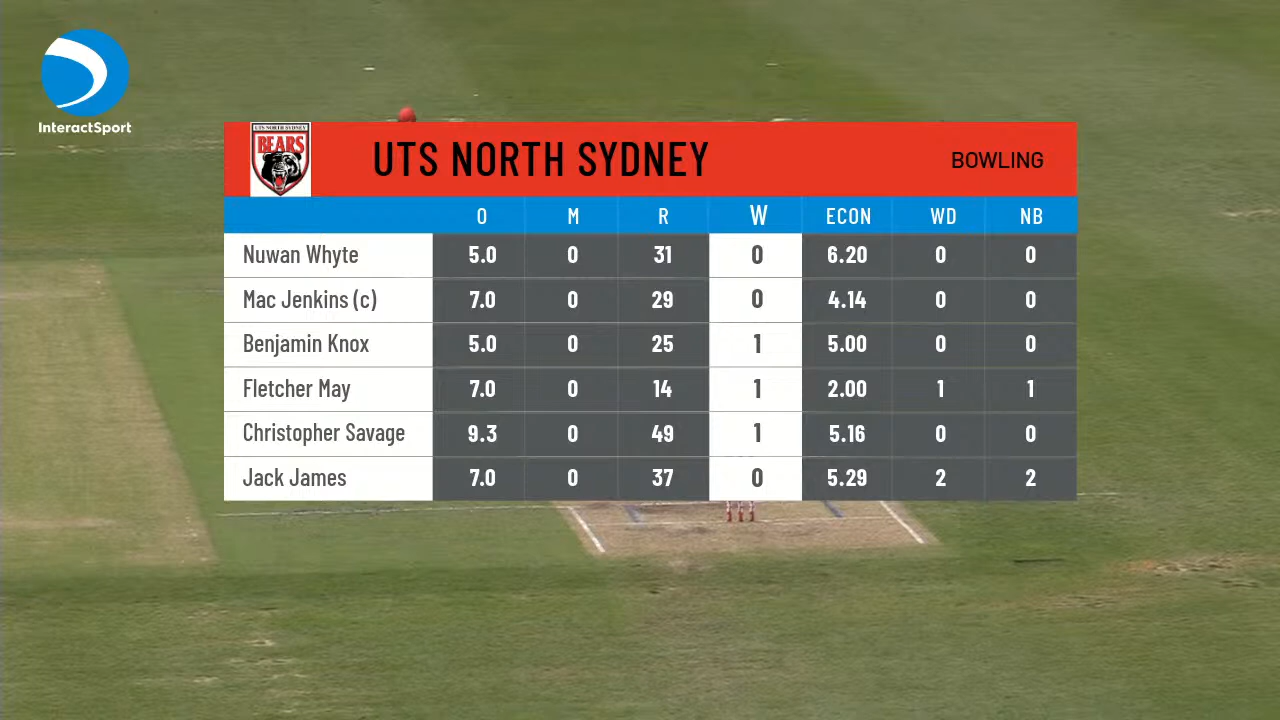 InteractSport
UTS NORTH SYDNEY
BEARS
UTS NORTH SYDNEY BOWLING
O M R W ECON WD NB
Nuwan Whyte 5.0 0 31 0 6.20 0 0
Mac Jenkins (c) 7.0 0 29 0 4.14 0 0
Benjamin Knox 5.0 0 25 1 5.00 0 0
Fletcher May 7.0 0 14 1 2.00 1 1
Christopher Savage 9.3 0 49 1 5.16 0 0
Jack James 7.0 0 37 0 5.29 2 2